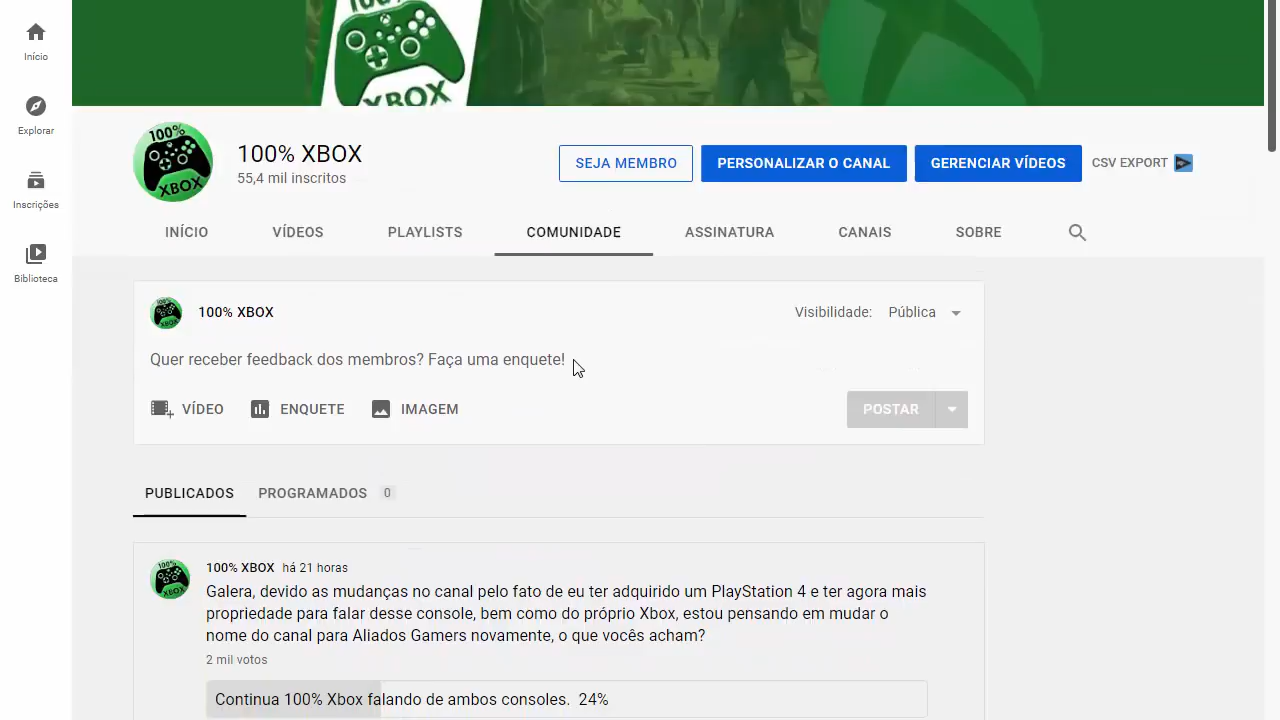 XBOX
Início
Explorar
Inscrições
Biblioteca
100%
XBOX
100% XBOX
55,4 mil inscritos
SEJA MEMBRO
PERSONALIZAR O CANAL
GERENCIAR VÍDEOS
CSV EXPORT
INÍCIO
VÍDEOS
PLAYLISTS
COMUNIDADE
ASSINATURA
CANAIS
SOBRE
100% XBOX
Visibilidade: Pública
Quer receber feedback dos membros? Faça uma enquete!
VÍDEO
ENQUETE
IMAGEM
POSTAR
PUBLICADOS
PROGRAMADOS 0
100% XBOX há 21 horas
Galera, devido as mudanças no canal pelo fato de eu ter adquirido um PlayStation 4 e ter agora mais
propriedade para falar desse console, bem como do próprio Xbox, estou pensando em mudar o
nome do canal para Aliados Gamers novamente, o que vocês acham?
2 mil votos
Continua 100% Xbox falando de ambos consoles. 24%